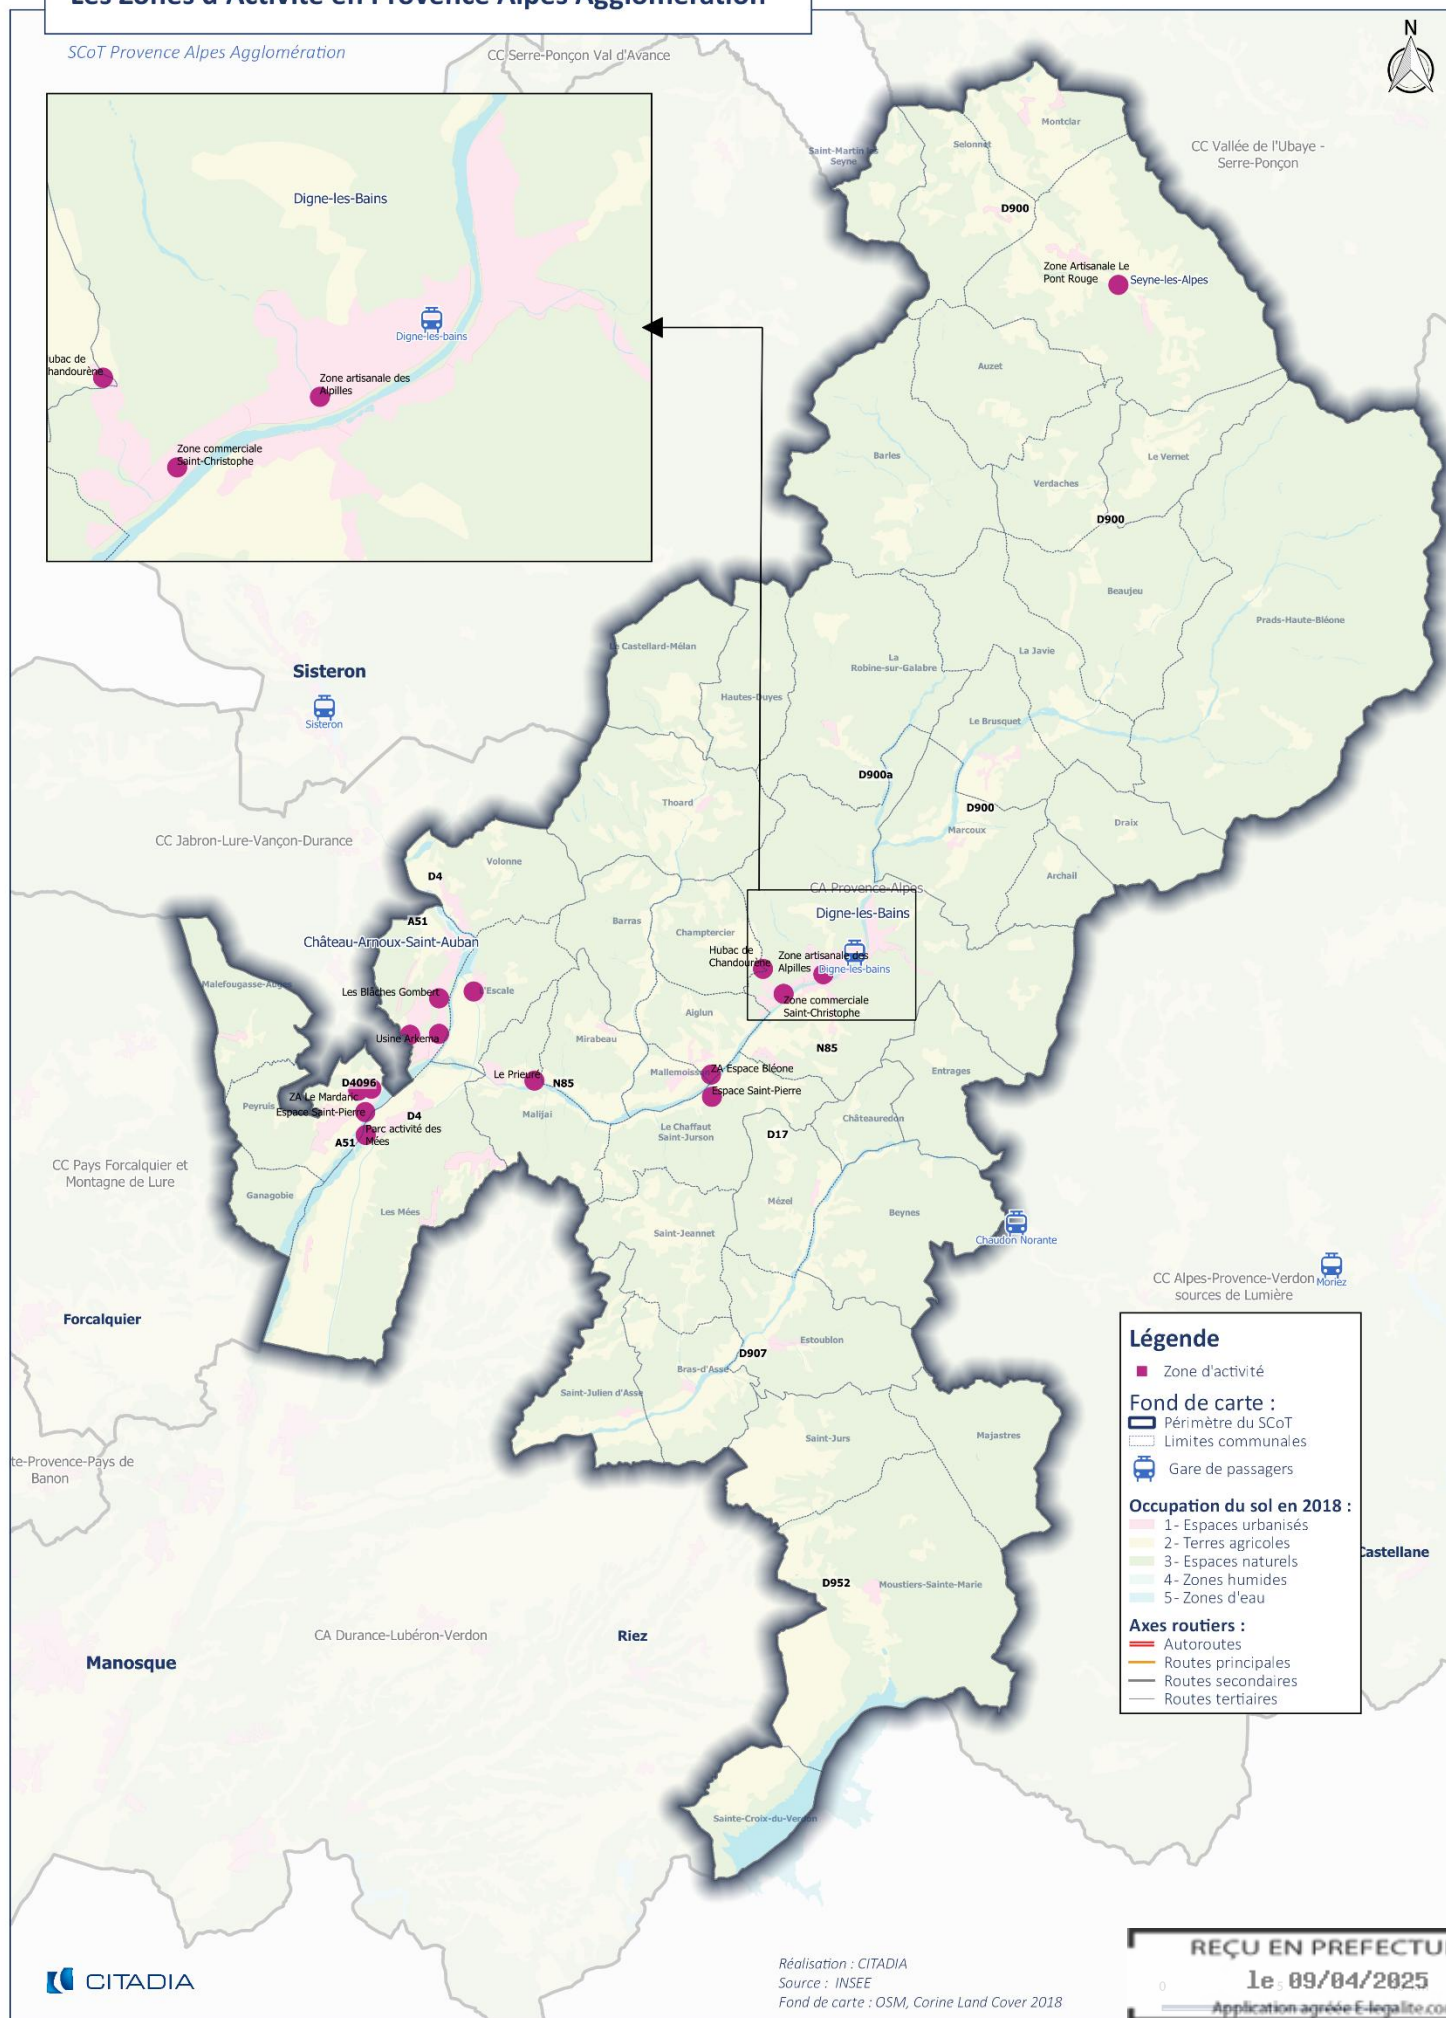 Les Zones d'Activité en Provence Alpes Agglomération
SCoT Provence Alpes Agglomération
CC Serre-Ponçon Val d'Avance
N
CC Vallée de l'Ubaye -
Serre-Ponçon
Montclar
Selonnet
Saint-Martin les
Seyne
D900
Zone Artisanale Le
Pont Rouge
Seyne-les-Alpes
Digne-les-Bains
Digne-les-bains
ubac de
handourène
Zone artisanale des
Alpilles
Zone commerciale
Saint-Christophe
Auzet
Barles
Le Vernet
Verdaches
D900
Beaujeu
Prads-Haute-Bléone
Le Castellard-Mélan
La
Robine-sur-Galabre
La Javie
Sisteron
Sisteron
Hautes-Duyes
Le Brusquet
D900a
Thoard
D900
Marcoux
Draix
CC Jabron-Lure-Vançon-Durance
Volonne
D4
Archail
CA Provence-Alpes
A51
Barras
Digne-les-Bains
Château-Arnoux-Saint-Auban
Champtercier
Hubac de
Chandourène
Zone artisanale des
Alpilles
Digne-les-bains
Malefougasse-Auges
Les Blâches Gombert
L'Escale
Zone commerciale
Saint-Christophe
Aiglun
Usine Arkema
Mirabeau
N85
ZA Espace Bléone
Mallemoisson
Entrages
Le Prieuré
N85
D4096
ZA Le Mardaric
Espace Saint-Pierre
Peyruis
Espace Saint-Pierre
D4
Malijai
Châteauredon
Parc activité des
Mées
A51
Le Chaffaut
Saint-Jurson
D17
CC Pays Forcalquier et
Montagne de Lure
Ganagobie
Les Mées
Mézel
Beynes
Saint-Jeannet
Chaudon Norante
CC Alpes-Provence-Verdon
sources de Lumière
Moriez
Forcalquier
Estoublon
D907
Bras-d'Asse
Saint-Julien d'Asse
Saint-Jurs
Majastres
te-Provence-Pays de
Banon
Légende
Zone d'activité
Fond de carte :
Périmètre du SCoT
Limites communales
Gare de passagers
Occupation du sol en 2018 :
1- Espaces urbanisés
2- Terres agricoles
3- Espaces naturels
4- Zones humides
5- Zones d'eau
Axes routiers :
Autoroutes
Routes principales
Routes secondaires
Routes tertiaires
Castellane
D952
Moustiers-Sainte-Marie
CA Durance-Lubéron-Verdon
Riez
Manosque
Sainte-Croix-du-Verdon
CITADIA
Réalisation : CITADIA
Source : INSEE
Fond de carte : OSM, Corine Land Cover 2018
REÇU EN PREFECTU
le 09/04/2025
0
5
Application agréée E-legalite.co